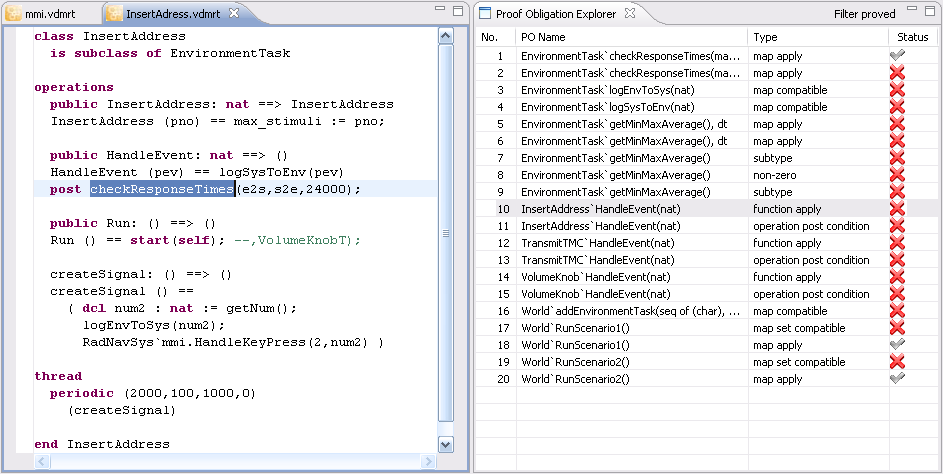 mmi.vdmrt InsertAdress.vdmrt
class InsertAddress
is subclass of EnvironmentTask
operations
public InsertAddress: nat ==> InsertAddress
InsertAddress (pno) == max_stimuli := pno;
public HandleEvent: nat ==> ()
HandleEvent (pev) == logSysToEnv(pev)
post checkResponseTimes(e2s,s2e,24000);
public Run: () ==> ()
Run () == start(self); --,VolumeKnobT);
createSignal: () ==> ()
createSignal () ==
( dcl num2 : nat := getNum();
logEnvToSys(num2);
RadNavSys`mmi.HandleKeyPress(2,num2) )
thread
periodic (2000,100,1000,0)
(createSignal)
end InsertAddress
Proof Obligation Explorer Filter proved
No. PO Name Type Status
1 EnvironmentTask`checkResponseTimes(ma... map apply
2 EnvironmentTask`checkResponseTimes(ma... map apply
3 EnvironmentTask`logEnvToSys(nat) map compatible
4 EnvironmentTask`logSysToEnv(nat) map compatible
5 EnvironmentTask`getMinMaxAverage(), dt map apply
6 EnvironmentTask`getMinMaxAverage(), dt map apply
7 EnvironmentTask`getMinMaxAverage() subtype
8 EnvironmentTask`getMinMaxAverage() non-zero
9 EnvironmentTask`getMinMaxAverage() subtype
10 InsertAddress`HandleEvent(nat) function apply
11 InsertAddress`HandleEvent(nat) operation post condition
12 TransmitTMC`HandleEvent(nat) function apply
13 TransmitTMC`HandleEvent(nat) operation post condition
14 VolumeKnob`HandleEvent(nat) function apply
15 VolumeKnob`HandleEvent(nat) operation post condition
16 World`addEnvironmentTask(seq of (char), ... map compatible
17 World`RunScenario1() map set compatible
18 World`RunScenario1() map apply
19 World`RunScenario2() map set compatible
20 World`RunScenario2() map apply